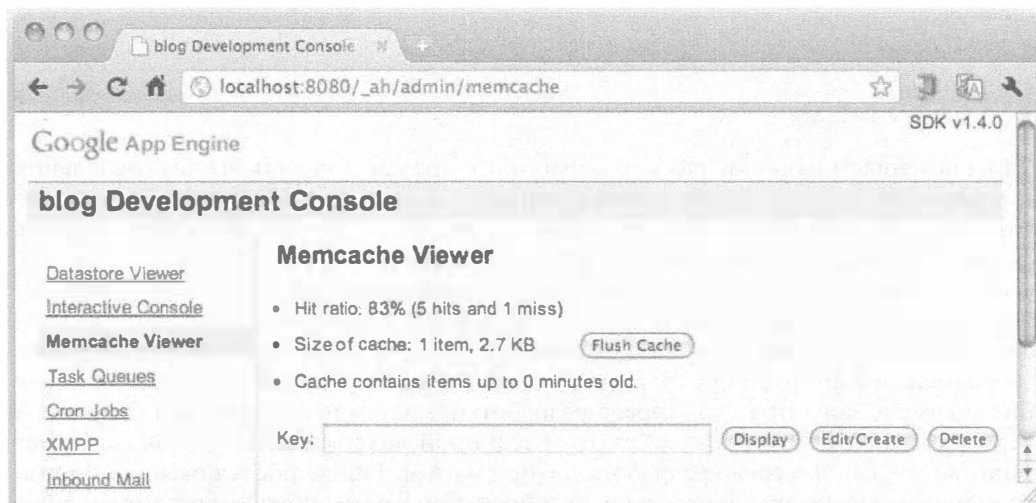 blog Development Console
localhost:8080/_ah/admin/memcache
SDK v1.4.0
Google App Engine
blog Development Console
Datastore Viewer
Interactive Console
Memcache Viewer
Task Queues
Cron Jobs
XMPP
Inbound Mail
Memcache Viewer
• Hit ratio: 83% (5 hits and 1 miss)
• Size of cache: 1 item, 2.7 KB Flush Cache
• Cache contains items up to 0 minutes old.
Key: Display Edit/Create Delete